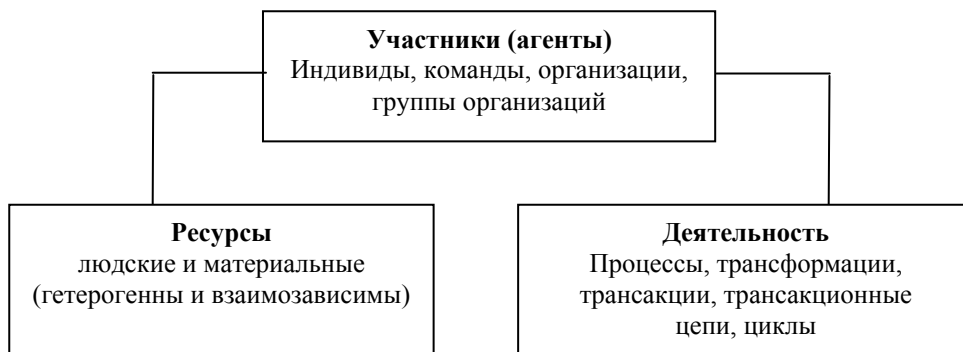 Участники (агенты)
Индивиды, команды, организации,
группы организаций
Ресурсы
людские и материальные
(гетерогенны и взаимозависимы)
Деятельность
Процессы, трансформации,
трансакции, трансакционные
цепи, циклы